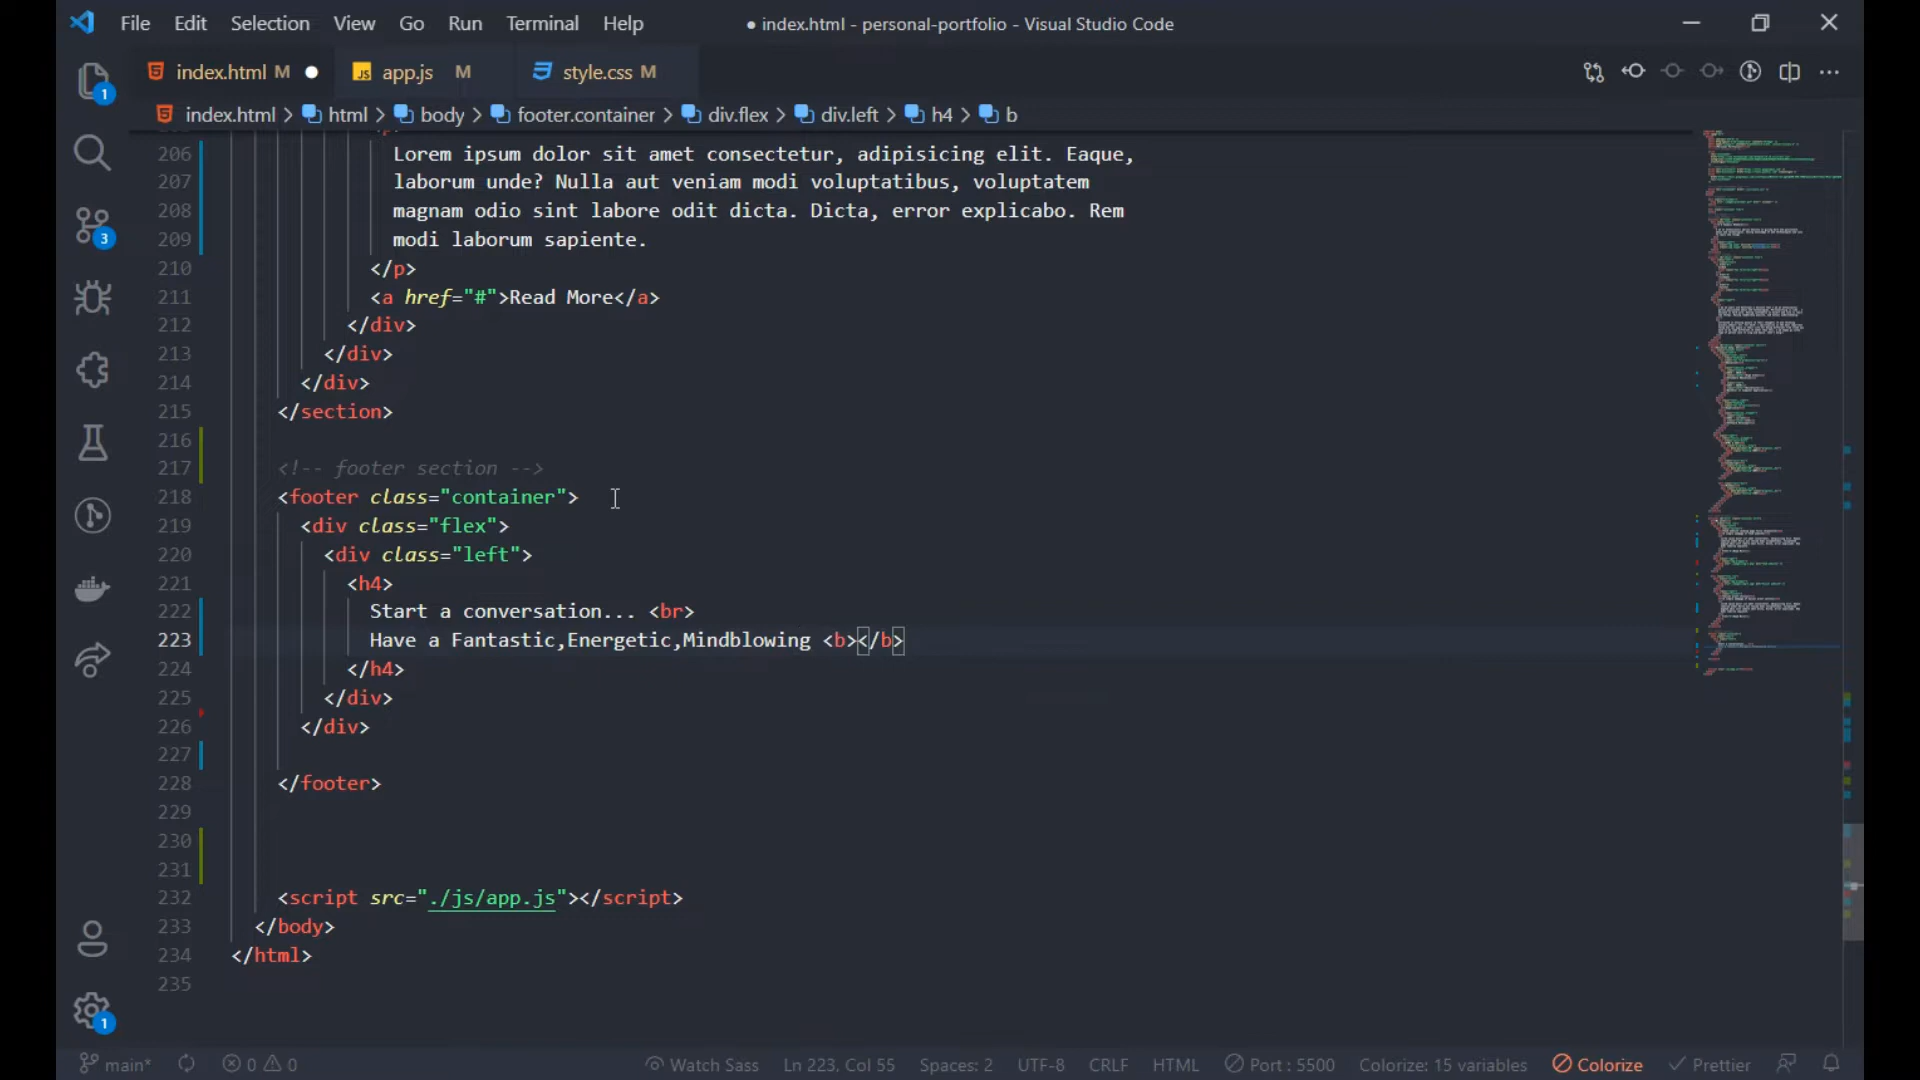 File Edit Selection View Go Run Terminal Help ● index.html - personal-portfolio - Visual Studio Code
index.html M ● app.js M style.css M
index.html > html > body > footer.container > div.flex > div.left > h4 > b
206 Lorem ipsum dolor sit amet consectetur, adipisicing elit. Eaque,
207 laborum unde? Nulla aut veniam modi voluptatibus, voluptatem
208 magnam odio sint labore odit dicta. Dicta, error explicabo. Rem
209 modi laborum sapiente.
210 </p>
211 <a href="#">Read More</a>
212 </div>
213 </div>
214 </div>
215 </section>
216
217 <!-- footer section -->
218 <footer class="container">
219 <div class="flex">
220 <div class="left">
221 <h4>
222 Start a conversation... <br>
223 Have a Fantastic,Energetic,Mindblowing <b></b>
224 </h4>
225 </div>
226 </div>
227
228 </footer>
229
230
231
232 <script src="./js/app.js"></script>
233 </body>
234 </html>
235
1
3
1
main* 0 0 Watch Sass Ln 223, Col 55 Spaces: 2 UTF-8 CRLF HTML Port : 5500 Colorize: 15 variables Colorize Prettier